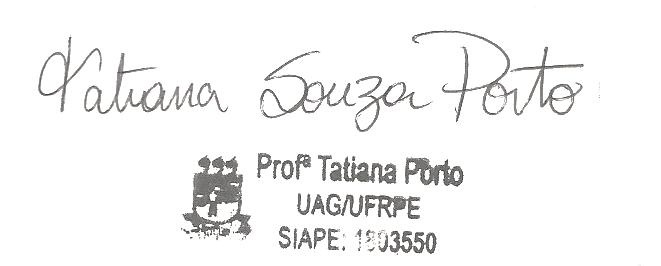 Tatiana Souza Porto
Profª Tatiana Porto
UAG/UFRPE
SIAPE: 1803550